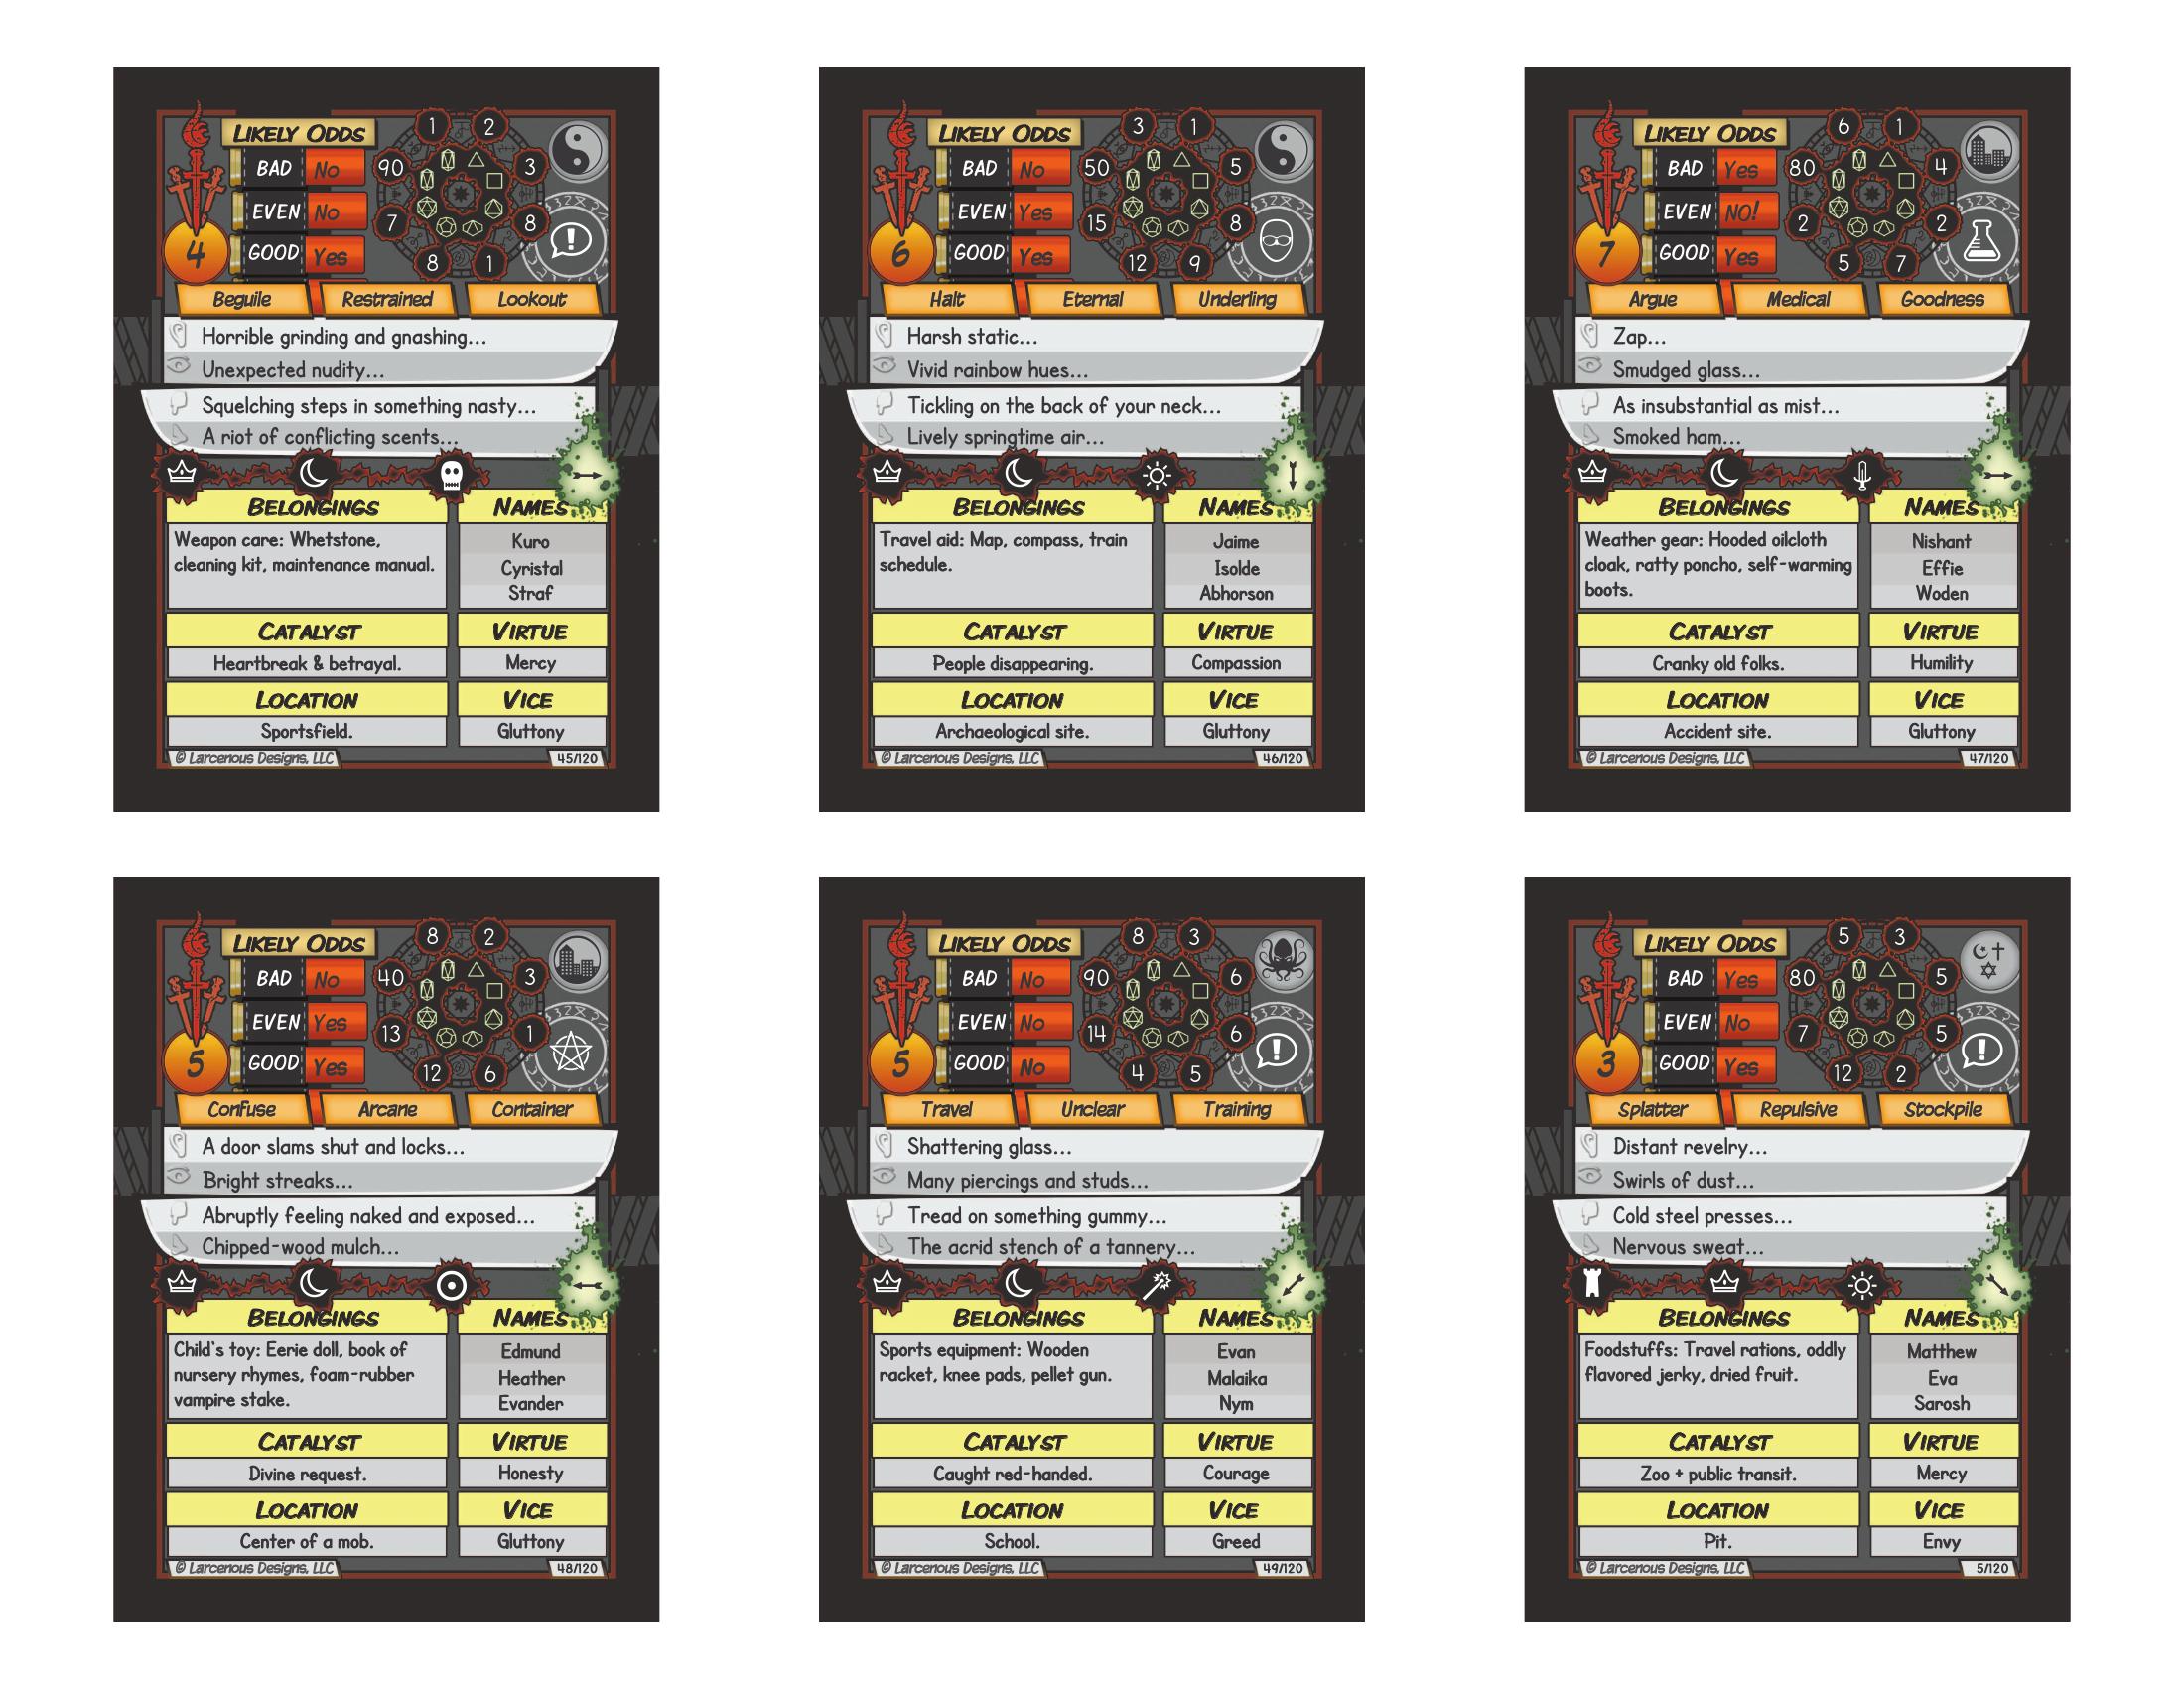 LIKELY ODDS
1 2
BAD No
90 3
EVEN No
7 8
GOOD Yes
8 1
4
Beguile Restrained Lookout
Horrible grinding and gnashing...
Unexpected nudity...
Squelching steps in something nasty...
A riot of conflicting scents...
BELONGINGS NAMES
Weapon care: Whetstone,
cleaning kit, maintenance manual.
Kuro
Cyristal
Straf
CATALYST VIRTUE
Heartbreak & betrayal. Mercy
LOCATION VICE
Sportsfield. Gluttony
© Larcenous Designs, LLC 45/120
LIKELY ODDS
3 1
BAD No
50 5
EVEN Yes
15 8
GOOD Yes
12 9
6
Halt Eternal Underling
Harsh static...
Vivid rainbow hues...
Tickling on the back of your neck...
Lively springtime air...
BELONGINGS NAMES
Travel aid: Map, compass, train
schedule.
Jaime
Isolde
Abhorson
CATALYST VIRTUE
People disappearing. Compassion
LOCATION VICE
Archaeological site. Gluttony
© Larcenous Designs, LLC 46/120
LIKELY ODDS
6 1
BAD Yes
80 4
EVEN NO!
2 2
GOOD Yes
5 7
7
Argue Medical Goodness
Zap...
Smudged glass...
As insubstantial as mist...
Smoked ham...
BELONGINGS NAMES
Weather gear: Hooded oilcloth
cloak, ratty poncho, self-warming
boots.
Nishant
Effie
Woden
CATALYST VIRTUE
Cranky old folks. Humility
LOCATION VICE
Accident site. Gluttony
© Larcenous Designs, LLC 47/120
LIKELY ODDS
8 2
BAD No
40 3
EVEN Yes
13 1
GOOD Yes
12 6
5
Confuse Arcane Container
A door slams shut and locks...
Bright streaks...
Abruptly feeling naked and exposed...
Chipped-wood mulch...
BELONGINGS NAMES
Child's toy: Eerie doll, book of
nursery rhymes, foam-rubber
vampire stake.
Edmund
Heather
Evander
CATALYST VIRTUE
Divine request. Honesty
LOCATION VICE
Center of a mob. Gluttony
© Larcenous Designs, LLC 48/120
LIKELY ODDS
8 3
BAD No
90 6
EVEN No
14 6
GOOD No
4 5
5
Travel Unclear Training
Shattering glass...
Many piercings and studs...
Tread on something gummy...
The acrid stench of a tannery...
BELONGINGS NAMES
Sports equipment: Wooden
racket, knee pads, pellet gun.
Evan
Malaika
Nym
CATALYST VIRTUE
Caught red-handed. Courage
LOCATION VICE
School. Greed
© Larcenous Designs, LLC 49/120
LIKELY ODDS
5 3
BAD Yes
80 5
EVEN No
7 5
GOOD Yes
12 2
3
Splatter Repulsive Stockpile
Distant revelry...
Swirls of dust...
Cold steel presses...
Nervous sweat...
BELONGINGS NAMES
Foodstuffs: Travel rations, oddly
flavored jerky, dried fruit.
Matthew
Eva
Sarosh
CATALYST VIRTUE
Zoo + public transit. Mercy
LOCATION VICE
Pit. Envy
© Larcenous Designs, LLC 5/120